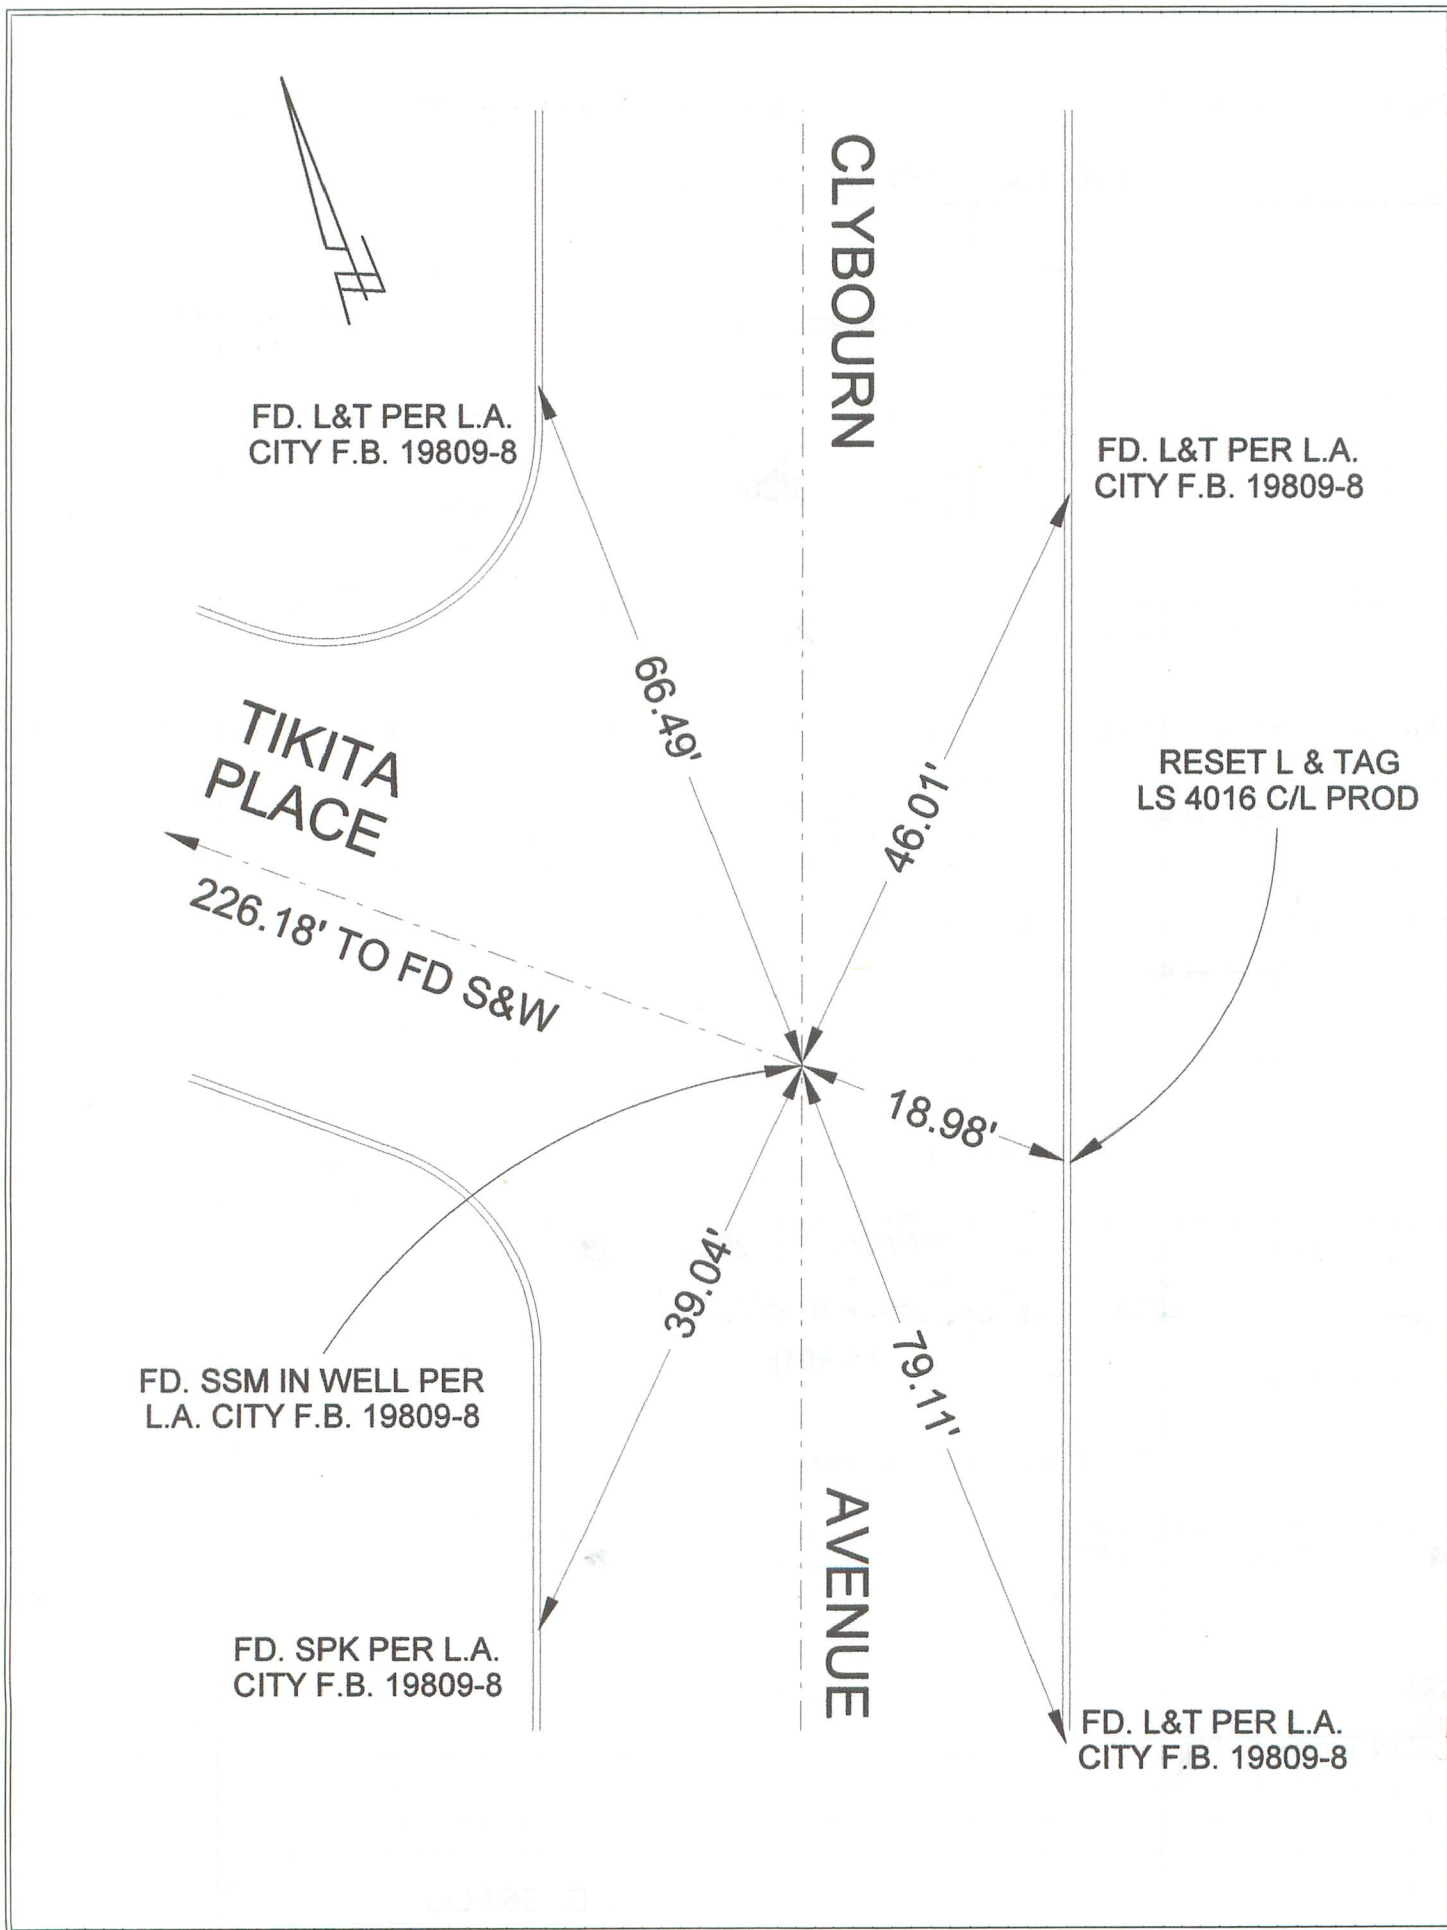 CLYBOURN
FD. L&T PER L.A.
CITY F.B. 19809-8
FD. L&T PER L.A.
CITY F.B. 19809-8
66.49'
46.01'
TIKITA
PLACE
226.18' TO FD S&W
RESET L & TAG
LS 4016 C/L PROD
18.98'
39.04'
79.11'
FD. SSM IN WELL PER
L.A. CITY F.B. 19809-8
AVENUE
FD. SPK PER L.A.
CITY F.B. 19809-8
FD. L&T PER L.A.
CITY F.B. 19809-8